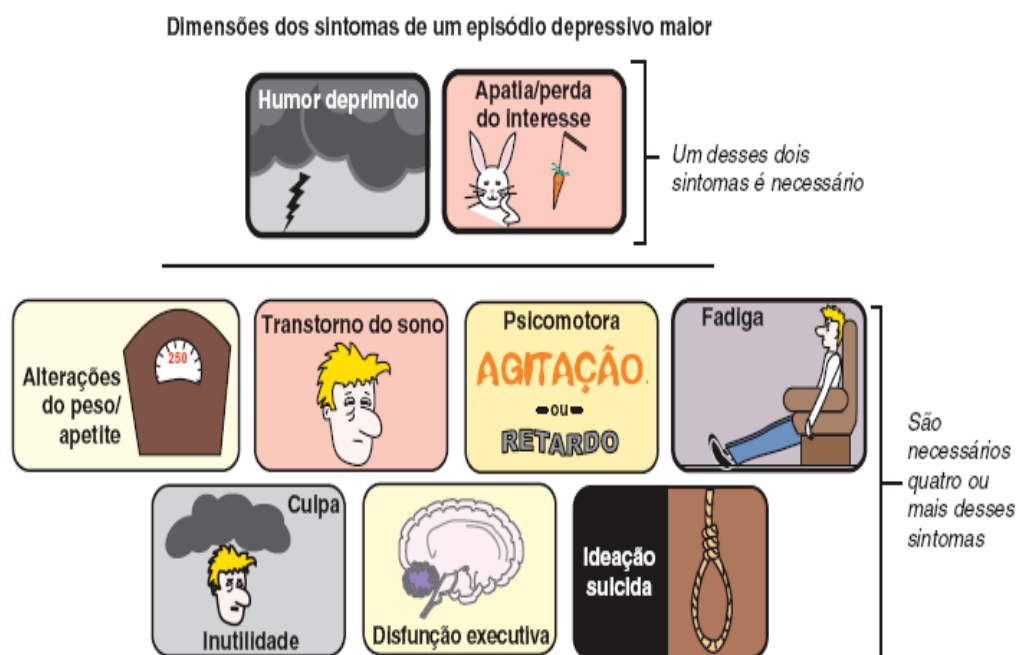 Dimensões dos sintomas de um episódio depressivo maior
Humor deprimido
Apatia/perda
do interesse
Um desses dois
sintomas é necessário
Alterações
do peso/
apetite
250
Transtorno do sono
Psicomotora
AGITAÇÃO
ou
RETARDO
Fadiga
São
necessários
quatro ou
mais desses
sintomas
Culpa
Inutilidade
Disfunção executiva
Ideação
suicida